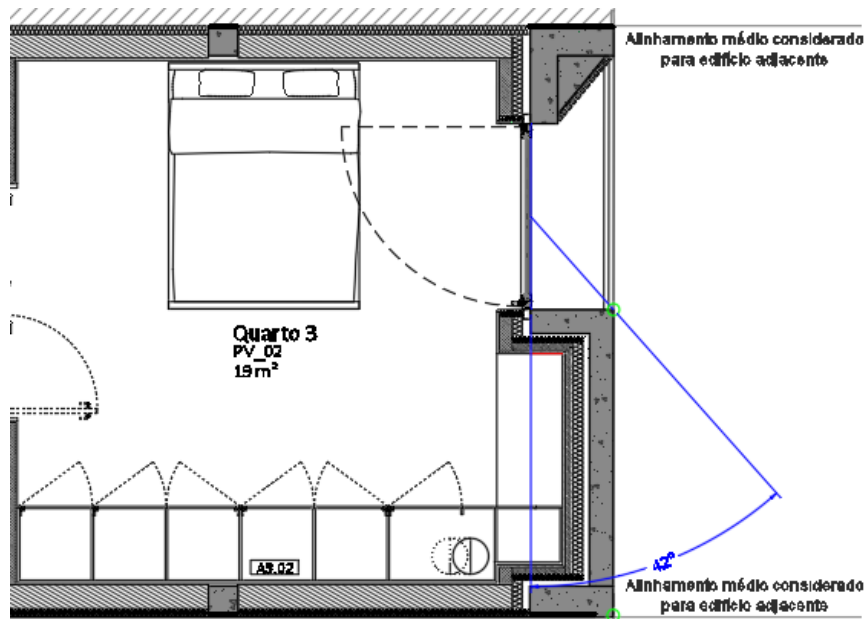 Alinhamento médio considerado
para edifício adjacente
Quarto 3
PV_02
19 m²
A3.02
42°
Alinhamento médio considerado
para edifício adjacente